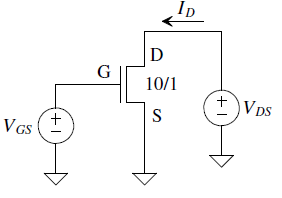 I_D
D
G
10/1
S
V_GS
+
−
+
−
V_DS